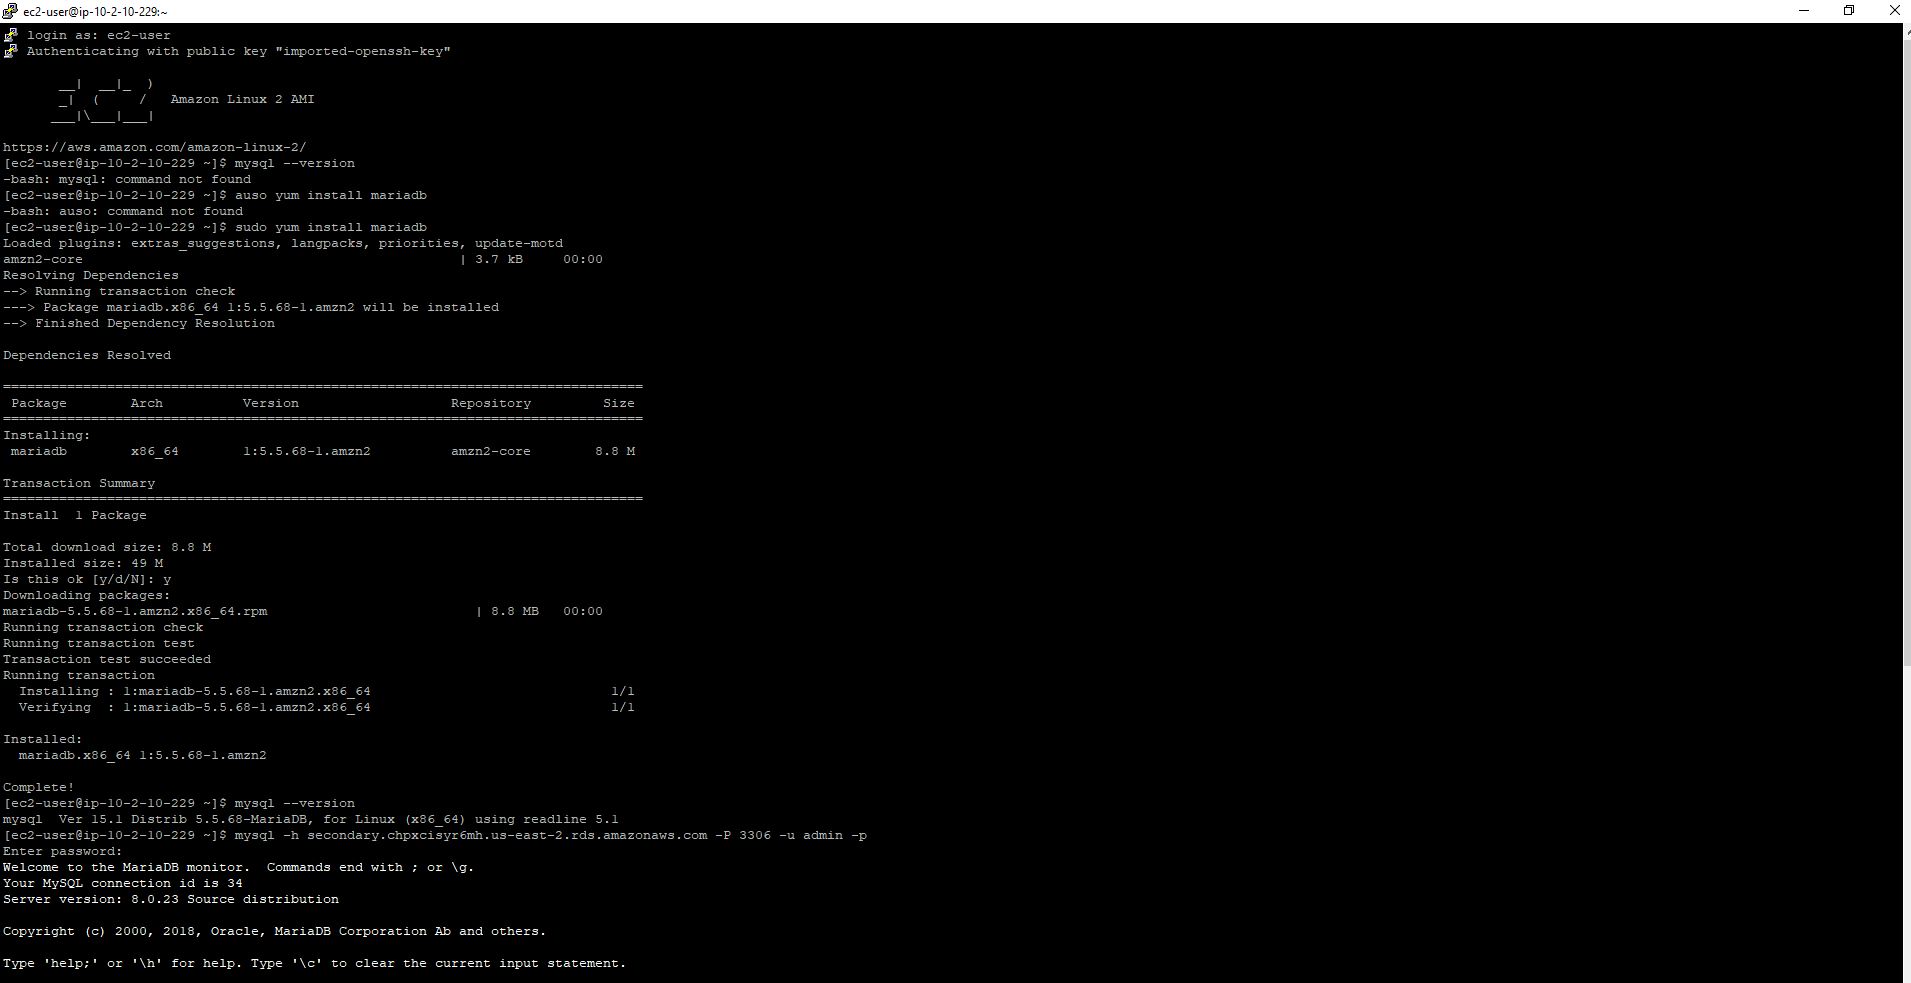 ec2-user@ip-10-2-10-229:~
login as: ec2-user
Authenticating with public key "imported-openssh-key"
       __|  __|_  )
       _|  (     /   Amazon Linux 2 AMI
      ___|\___|___|
https://aws.amazon.com/amazon-linux-2/
[ec2-user@ip-10-2-10-229 ~]$ mysql --version
-bash: mysql: command not found
[ec2-user@ip-10-2-10-229 ~]$ auso yum install mariadb
-bash: auso: command not found
[ec2-user@ip-10-2-10-229 ~]$ sudo yum install mariadb
Loaded plugins: extras_suggestions, langpacks, priorities, update-motd
amzn2-core | 3.7 kB 00:00
Resolving Dependencies
--> Running transaction check
---> Package mariadb.x86_64 1:5.5.68-1.amzn2 will be installed
--> Finished Dependency Resolution
Dependencies Resolved
================================================================================
Package Arch Version Repository Size
================================================================================
Installing:
mariadb x86_64 1:5.5.68-1.amzn2 amzn2-core 8.8 M
Transaction Summary
================================================================================
Install 1 Package
Total download size: 8.8 M
Installed size: 49 M
Is this ok [y/d/N]: y
Downloading packages:
mariadb-5.5.68-1.amzn2.x86_64.rpm | 8.8 MB 00:00
Running transaction check
Running transaction test
Transaction test succeeded
Running transaction
Installing : 1:mariadb-5.5.68-1.amzn2.x86_64 1/1
Verifying : 1:mariadb-5.5.68-1.amzn2.x86_64 1/1
Installed:
mariadb.x86_64 1:5.5.68-1.amzn2
Complete!
[ec2-user@ip-10-2-10-229 ~]$ mysql --version
mysql Ver 15.1 Distrib 5.5.68-MariaDB, for Linux (x86_64) using readline 5.1
[ec2-user@ip-10-2-10-229 ~]$ mysql -h secondary.chpxcisyr6mh.us-east-2.rds.amazonaws.com -P 3306 -u admin -p
Enter password:
Welcome to the MariaDB monitor. Commands end with ; or \g.
Your MySQL connection id is 34
Server version: 8.0.23 Source distribution
Copyright (c) 2000, 2018, Oracle, MariaDB Corporation Ab and others.
Type 'help;' or '\h' for help. Type '\c' to clear the current input statement.